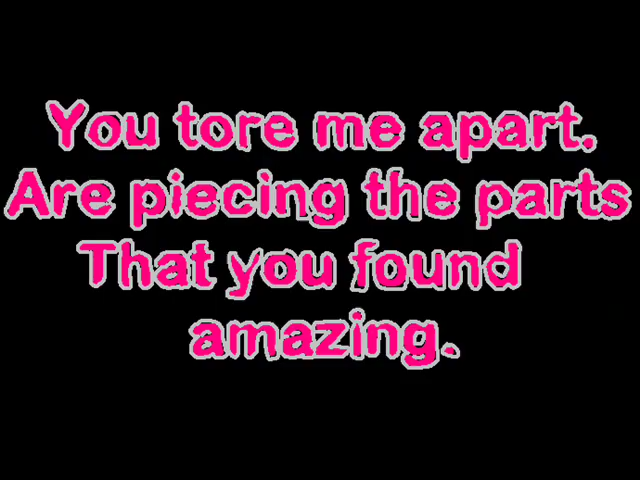 You tore me apart.
Are piecing the parts
That you found
amazing.